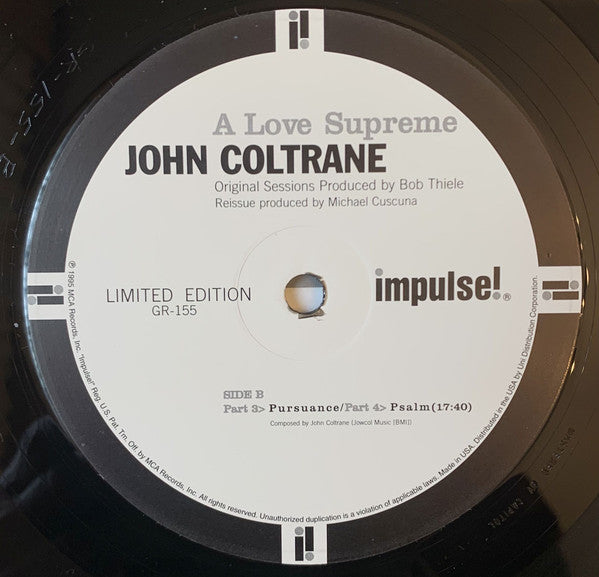 A Love Supreme
JOHN COLTRANE
Original Sessions Produced by Bob Thiele
Reissue produced by Michael Cuscuna
LIMITED EDITION
GR-155
impulse!®
SIDE B
Part 3> Pursuance/Part 4> Psalm(17:40)
Composed by John Coltrane (Jowcol Music [BMI])
℗ 1995 MCA Records, Inc. "Impulse!" Reg. U.S. Pat. Tm. Off. by MCA Records, Inc. All rights reserved. Unauthorized duplication is a violation of applicable laws. Made in USA. Distributed in the USA by Uni Distribution Corporation.
GR-155-B